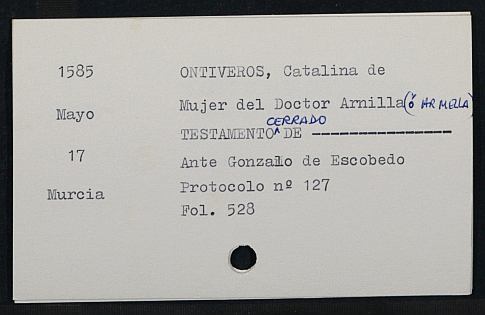 1585
Mayo
17
Murcia
ONTIVEROS, Catalina de
Mujer del Doctor Arnilla (ó ARMELLA)
TESTAMENTO CERRADO DE ---------------
Ante Gonzalo de Escobedo
Protocolo nº 127
Fol. 528